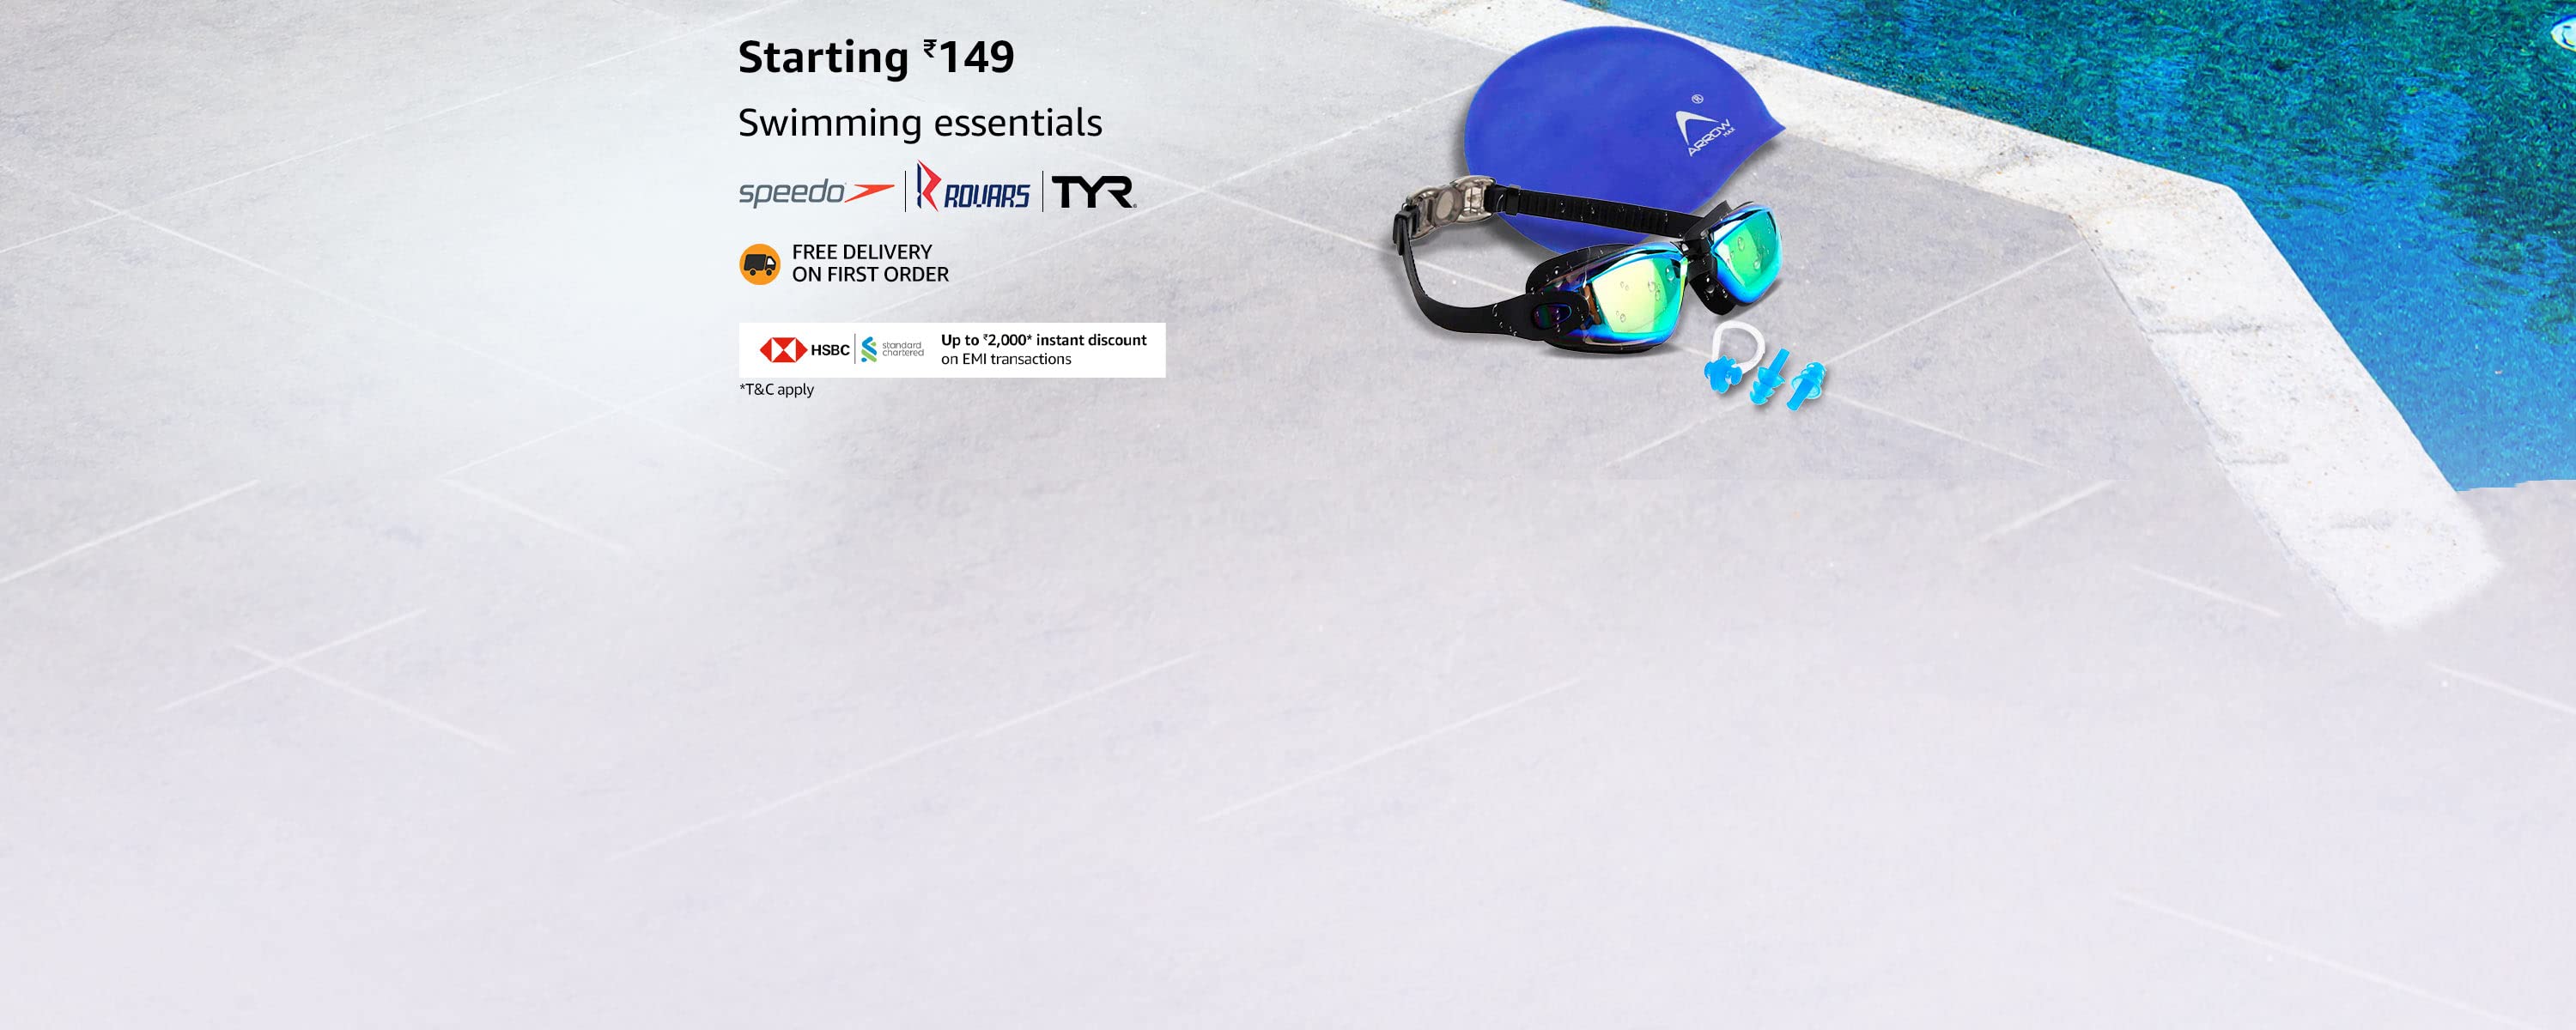 Starting ₹149
Swimming essentials
speedo ROVARS TYR
FREE DELIVERY
ON FIRST ORDER
HSBC standard chartered
Up to ₹2,000* instant discount
on EMI transactions
*T&C apply
ARROW
MAX